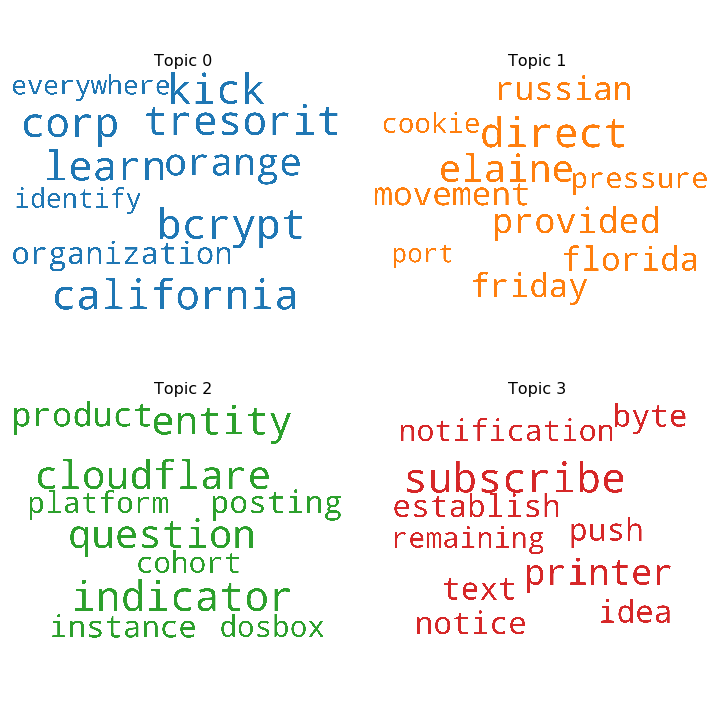 Topic 0
everywhere
kick
corp
tresorit
learn
orange
identify
bcrypt
organization
california
Topic 1
russian
cookie
direct
elaine
pressure
movement
provided
port
florida
friday
Topic 2
product
entity
cloudflare
platform
posting
question
cohort
indicator
instance
dosbox
Topic 3
byte
notification
subscribe
establish
push
remaining
printer
text
idea
notice